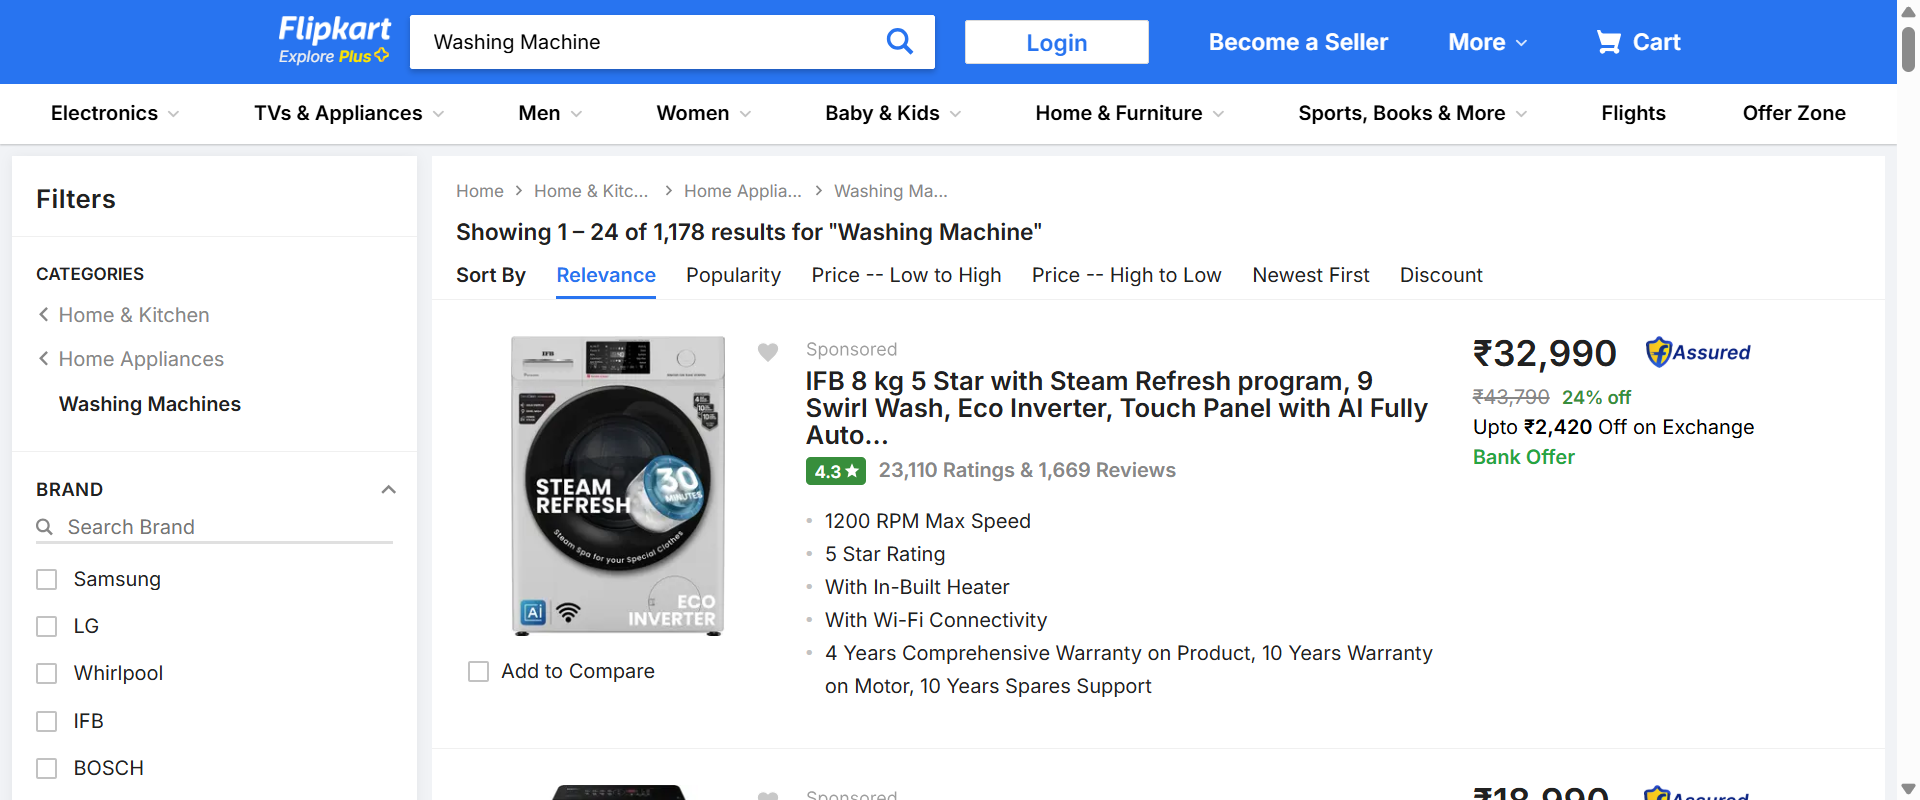 Flipkart
Explore Plus
Washing Machine
Login
Become a Seller
More
Cart
Electronics
TVs & Appliances
Men
Women
Baby & Kids
Home & Furniture
Sports, Books & More
Flights
Offer Zone
Filters
CATEGORIES
Home & Kitchen
Home Appliances
Washing Machines
BRAND
Search Brand
Samsung
LG
Whirlpool
IFB
BOSCH
Home
Home & Kitc...
Home Applia...
Washing Ma...
Showing 1 – 24 of 1,178 results for "Washing Machine"
Sort By
Relevance
Popularity
Price -- Low to High
Price -- High to Low
Newest First
Discount
IFB
STEAM
REFRESH
30
MINUTES
Steam Spa for your Special Clothes
Ai
ECO
INVERTER
Add to Compare
Sponsored
IFB 8 kg 5 Star with Steam Refresh program, 9
Swirl Wash, Eco Inverter, Touch Panel with AI Fully
Auto...
4.3★
23,110 Ratings & 1,669 Reviews
1200 RPM Max Speed
5 Star Rating
With In-Built Heater
With Wi-Fi Connectivity
4 Years Comprehensive Warranty on Product, 10 Years Warranty
on Motor, 10 Years Spares Support
₹32,990
Assured
₹43,790 24% off
Upto ₹2,420 Off on Exchange
Bank Offer
Sponsored
₹18,990
Assured